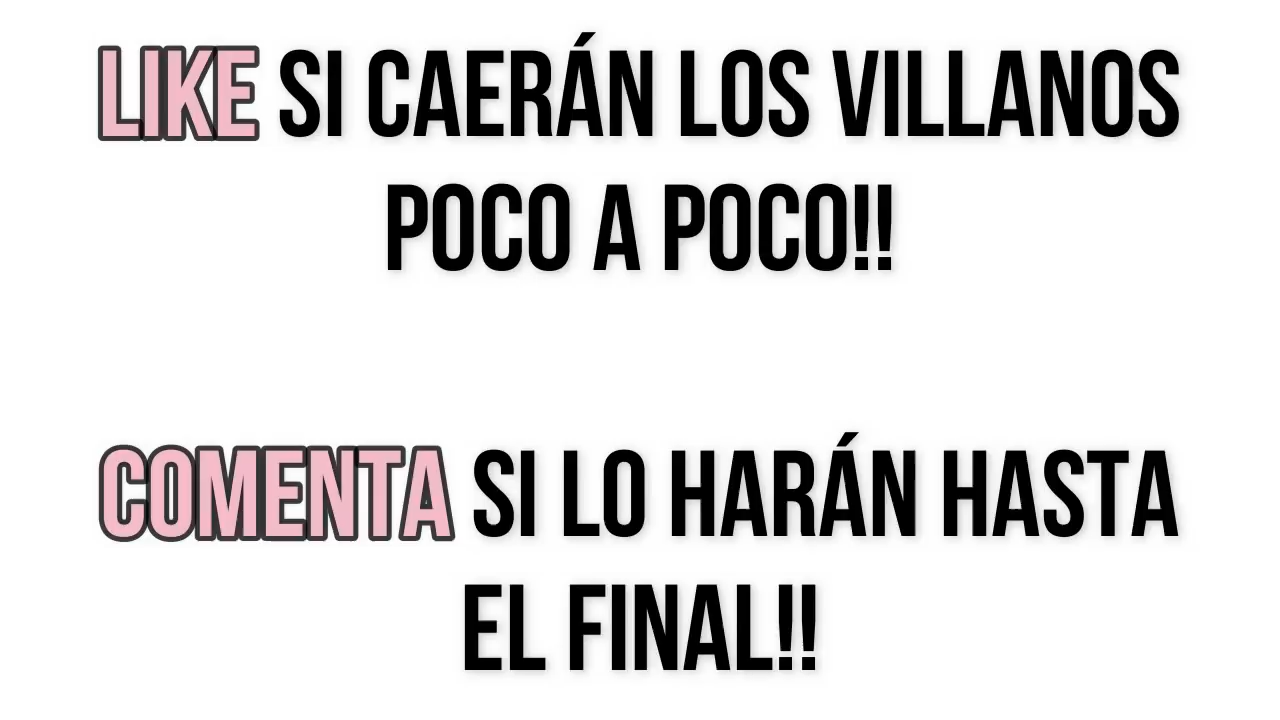 LIKE SI CAERÁN LOS VILLANOS
POCO A POCO!!
COMENTA SI LO HARÁN HASTA
EL FINAL!!